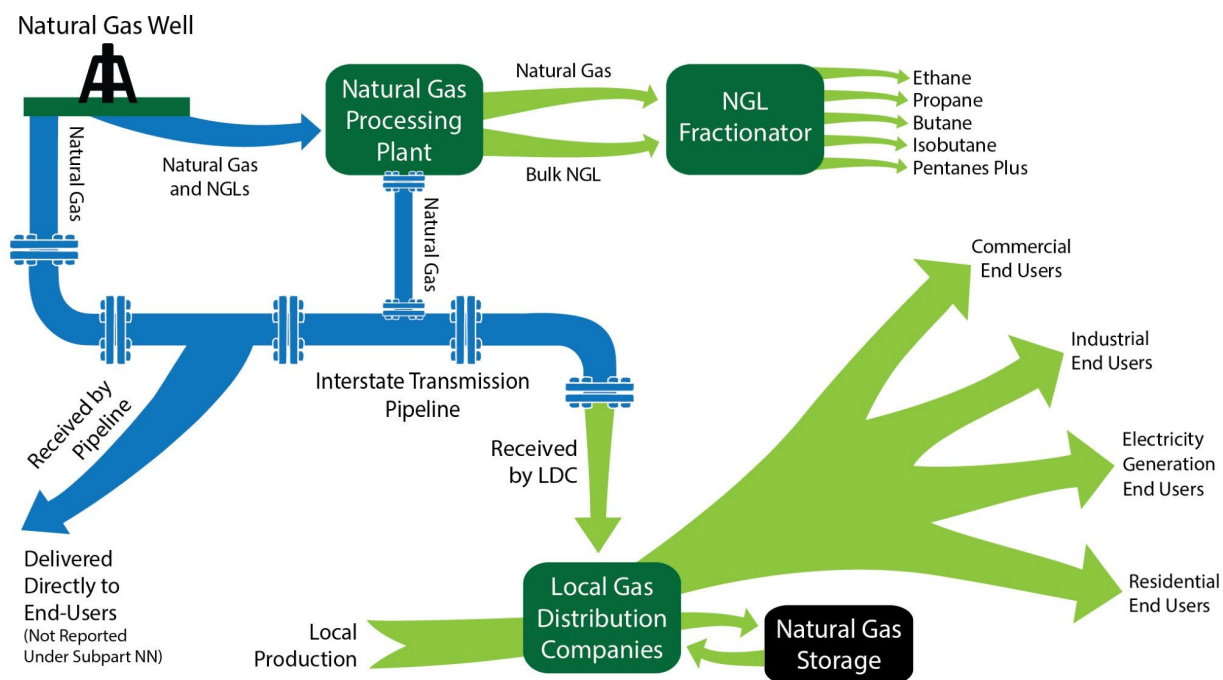 Natural Gas Well
Natural Gas
Natural Gas
and NGLs
Natural Gas
Processing
Plant
Natural Gas
Bulk NGL
NGL
Fractionator
Ethane
Propane
Butane
Isobutane
Pentanes Plus
Natural Gas
Interstate Transmission
Pipeline
Received by
Pipeline
Delivered
Directly to
End-Users
(Not Reported
Under Subpart NN)
Received
by LDC
Local Gas
Distribution
Companies
Local
Production
Natural Gas
Storage
Commercial
End Users
Industrial
End Users
Electricity
Generation
End Users
Residential
End Users